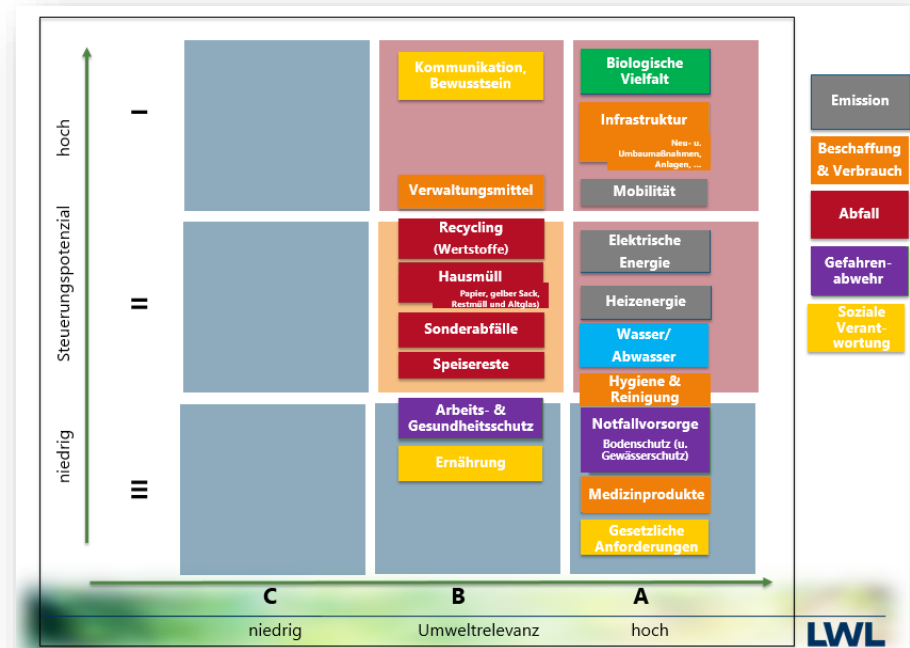 hoch
Steuerungspotenzial
niedrig
I
II
III
Kommunikation,
Bewusstsein
Verwaltungsmittel
Biologische
Vielfalt
Infrastruktur
Neu- u.
Umbaumaßnahmen,
Anlagen, ...
Mobilität
Recycling
(Wertstoffe)
Hausmüll
Papier, gelber Sack,
Restmüll und Altglas)
Sonderabfälle
Speisereste
Elektrische
Energie
Heizenergie
Wasser/
Abwasser
Hygiene &
Reinigung
Arbeits- &
Gesundheitsschutz
Ernährung
Notfallvorsorge
Bodenschutz (u.
Gewässerschutz)
Medizinprodukte
Gesetzliche
Anforderungen
C
B
A
niedrig
Umweltrelevanz
hoch
Emission
Beschaffung
& Verbrauch
Abfall
Gefahren-
abwehr
Soziale
Verant-
wortung
LWL